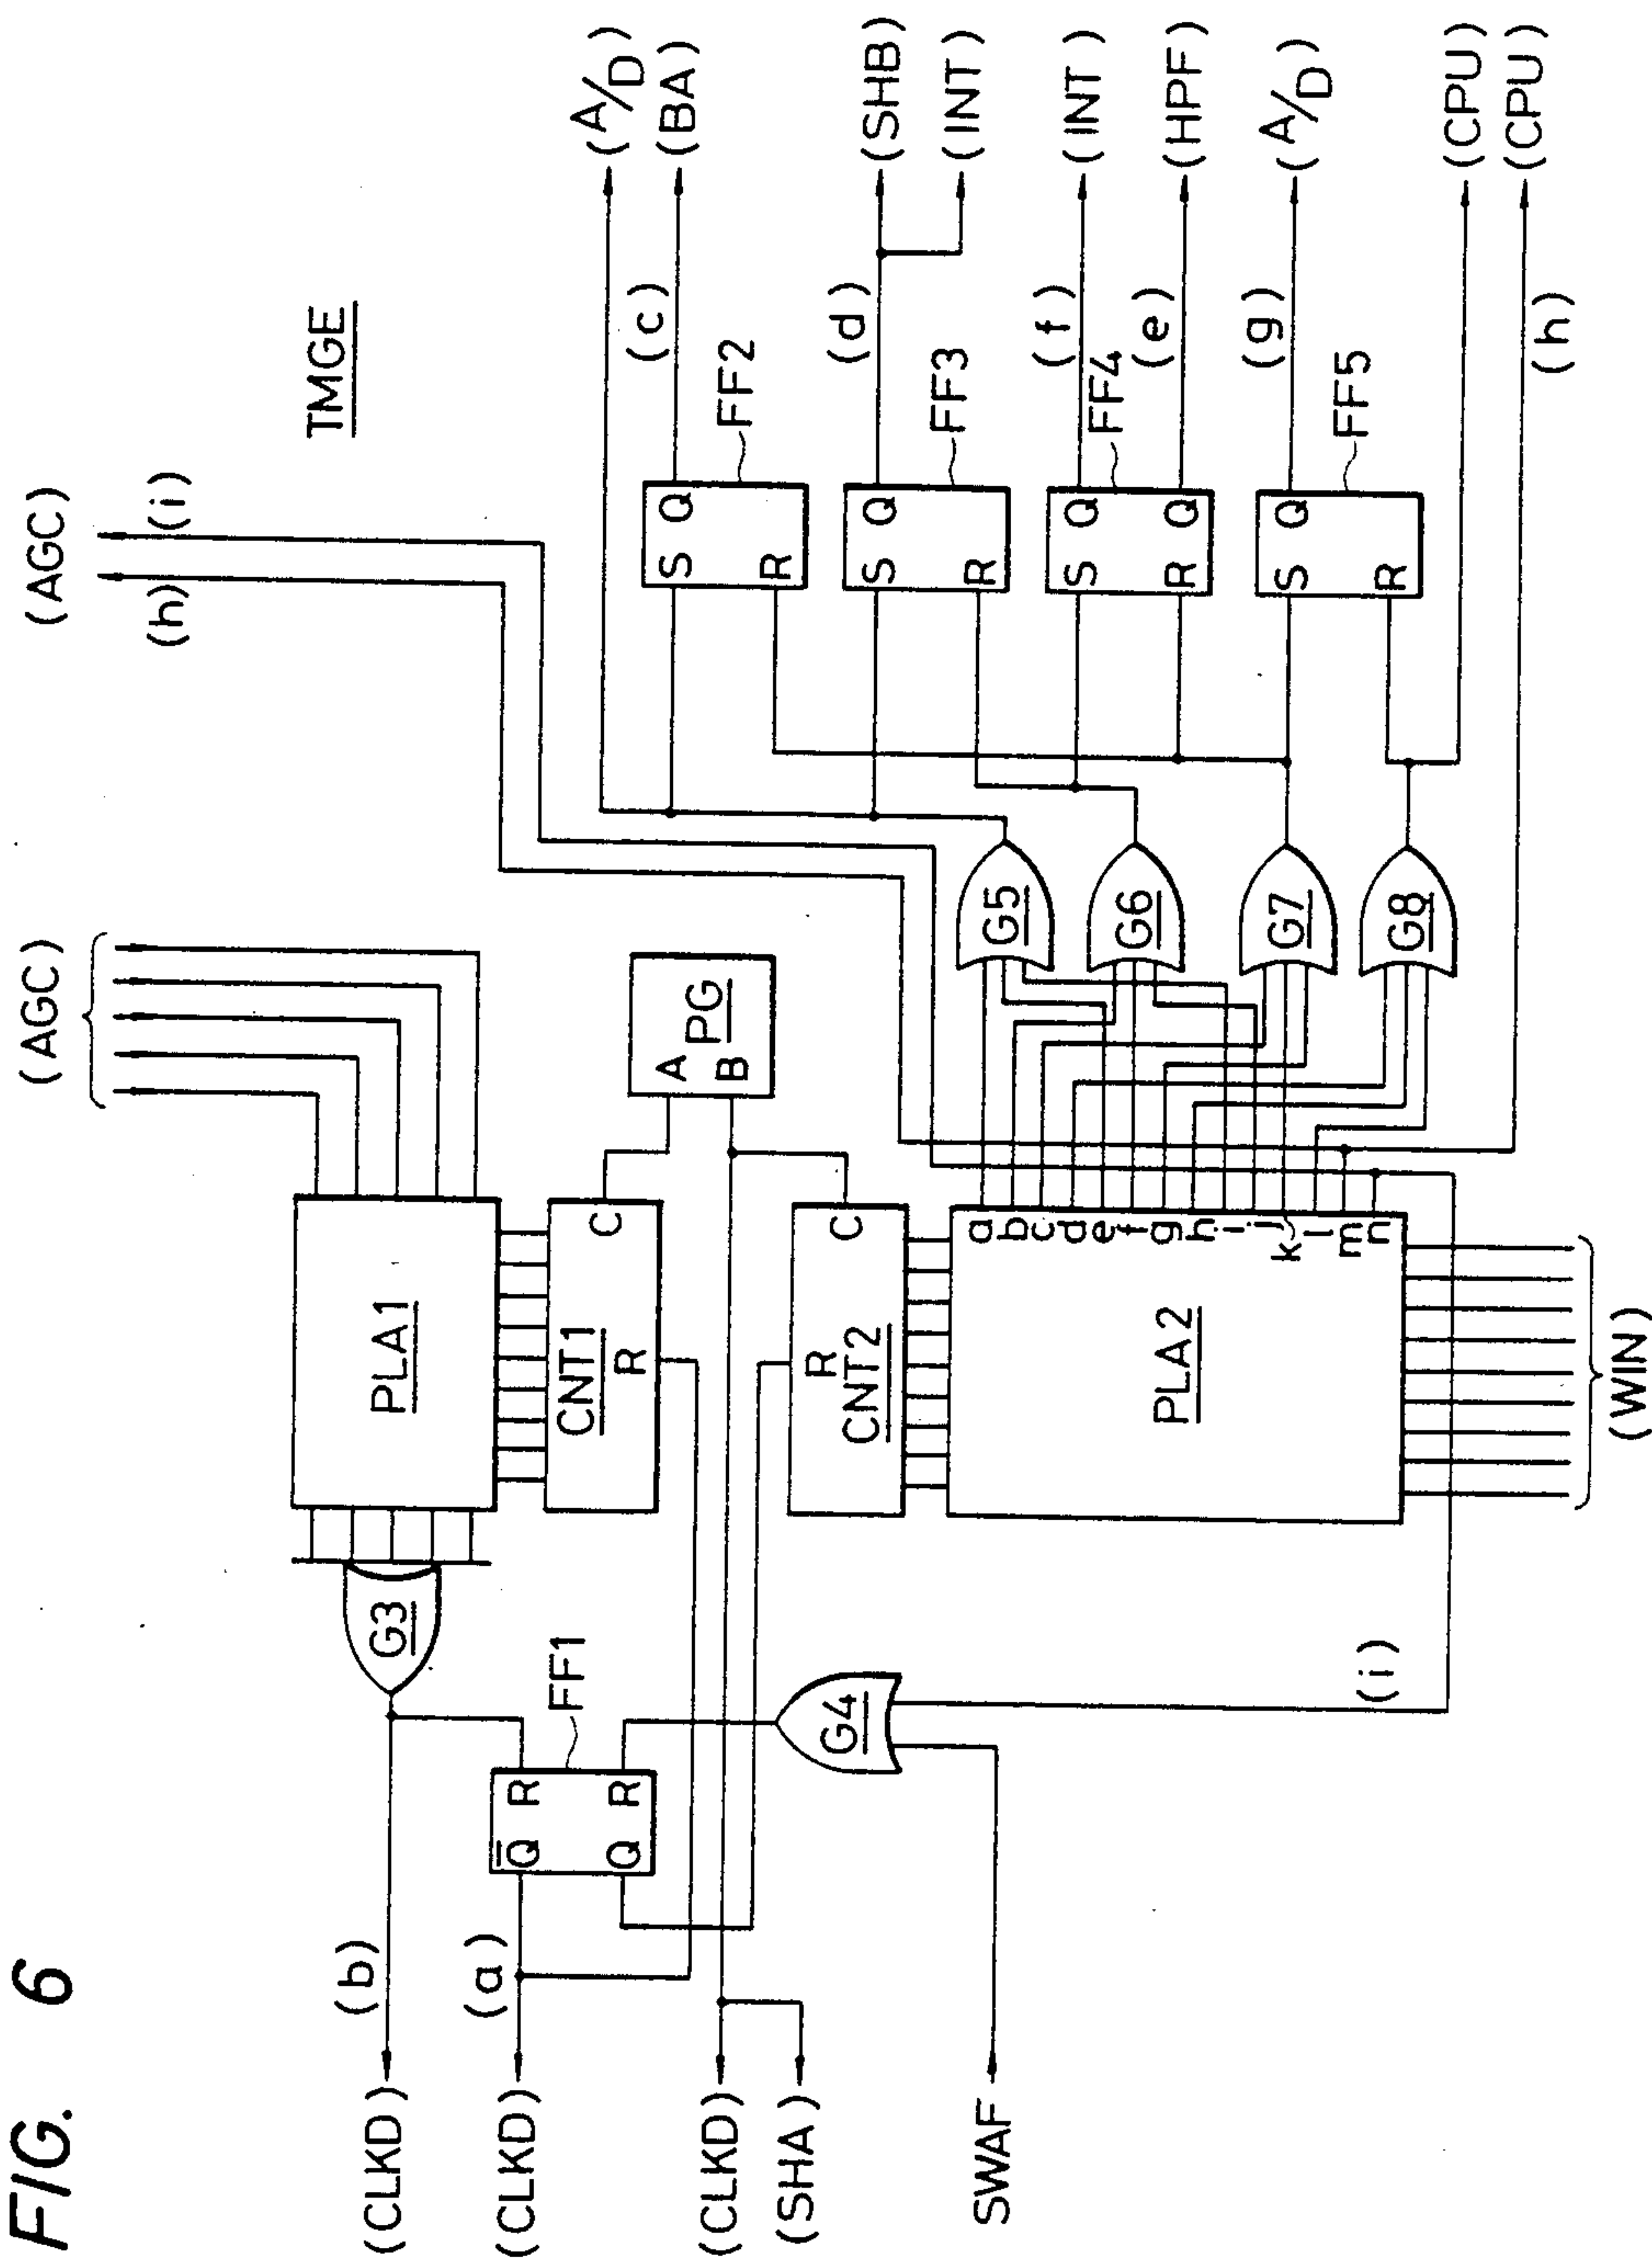 FIG. 6
TMGE
(AGC)
(AGC)
(h)
(i)
(b)
(CLKD)
(a)
(CLKD)
(CLKD)
(SHA)
SWAF
G3
FF1
Q̅ R
Q R
G4
(i)
PLA1
CNT1
C
R
A
B
PG
CNT2
R
C
PLA2
a
b
c
d
e
f
g
h
i
j
k
l
m
n
(WIN)
G5
G6
G7
G8
S Q
R
FF2
S Q
R
FF3
S Q
R Q
FF4
S Q
R
FF5
(A/D)
(c)
(BA)
(d)
(SHB)
(INT)
(f)
(INT)
(e)
(HPF)
(g)
(A/D)
(CPU)
(CPU)
(h)